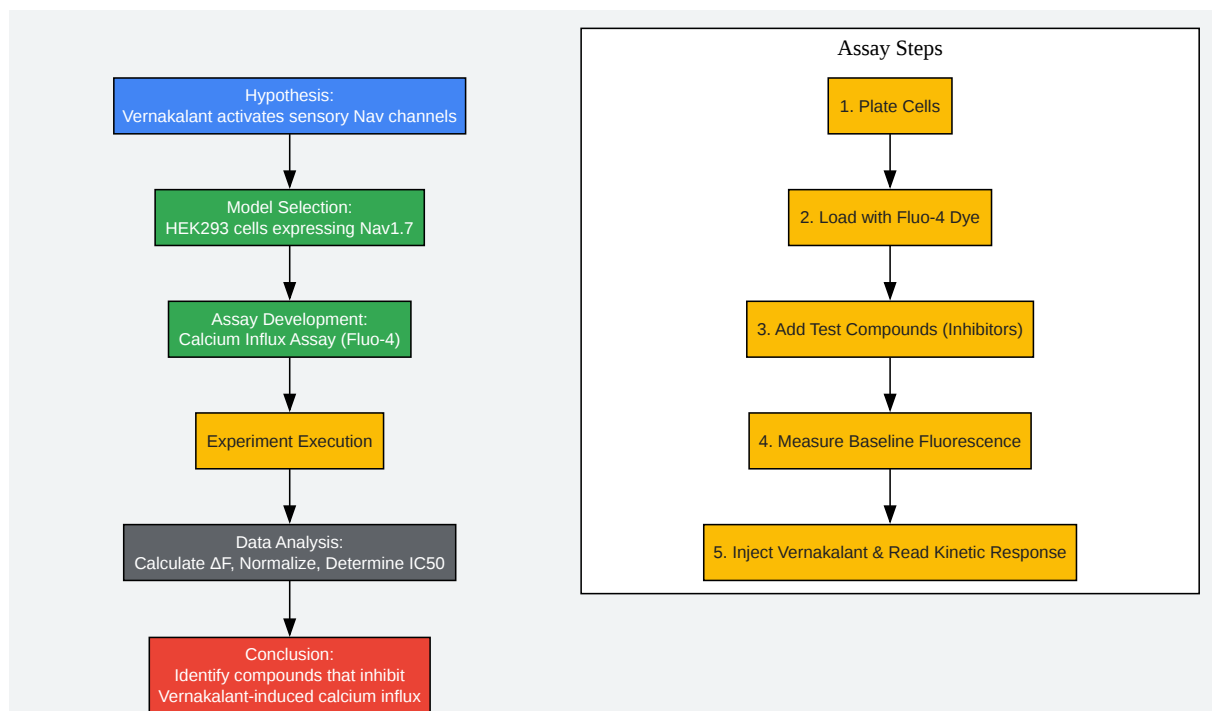 Hypothesis:
Vernakalant activates sensory Nav channels
Model Selection:
HEK293 cells expressing Nav1.7
Assay Development:
Calcium Influx Assay (Fluo-4)
Experiment Execution
Data Analysis:
Calculate ΔF, Normalize, Determine IC50
Conclusion:
Identify compounds that inhibit
Vernakalant-induced calcium influx
Assay Steps
1. Plate Cells
2. Load with Fluo-4 Dye
3. Add Test Compounds (Inhibitors)
4. Measure Baseline Fluorescence
5. Inject Vernakalant & Read Kinetic Response